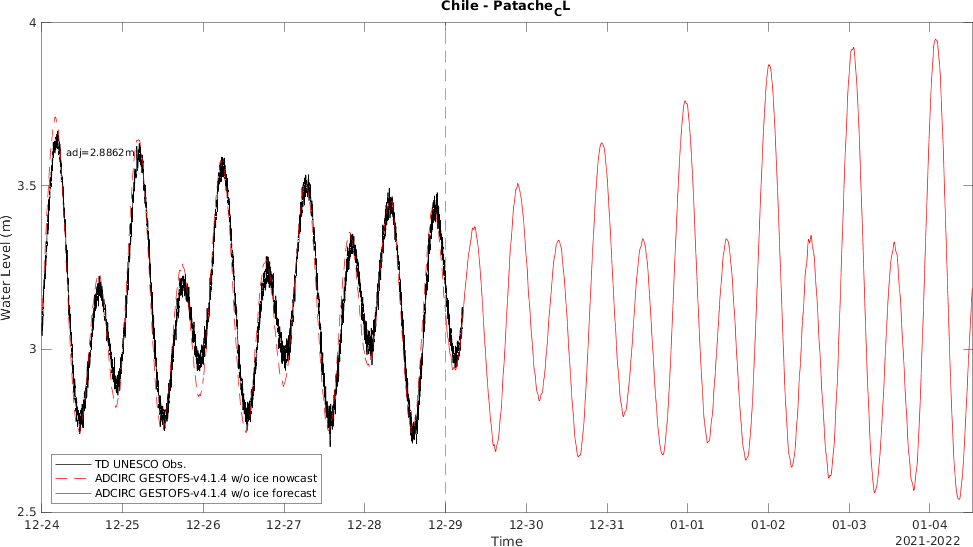 Chile - Patache_CL
4
adj=2.8862m
3.5
Water Level (m)
3
TD UNESCO Obs.
ADCIRC GESTOFS-v4.1.4 w/o ice nowcast
ADCIRC GESTOFS-v4.1.4 w/o ice forecast
2.5
12-24 12-25 12-26 12-27 12-28 12-29 12-30 12-31 01-01 01-02 01-03 01-04
Time
2021-2022